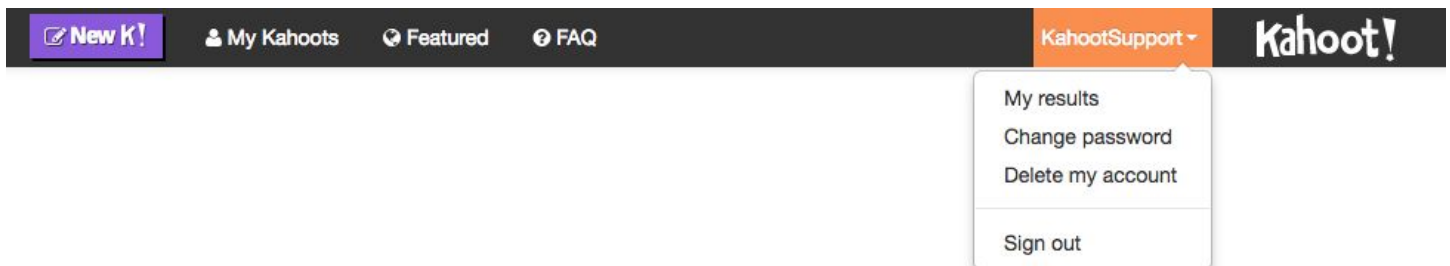 New K! My Kahoots Featured FAQ KahootSupport Kahoot!
My results
Change password
Delete my account
Sign out